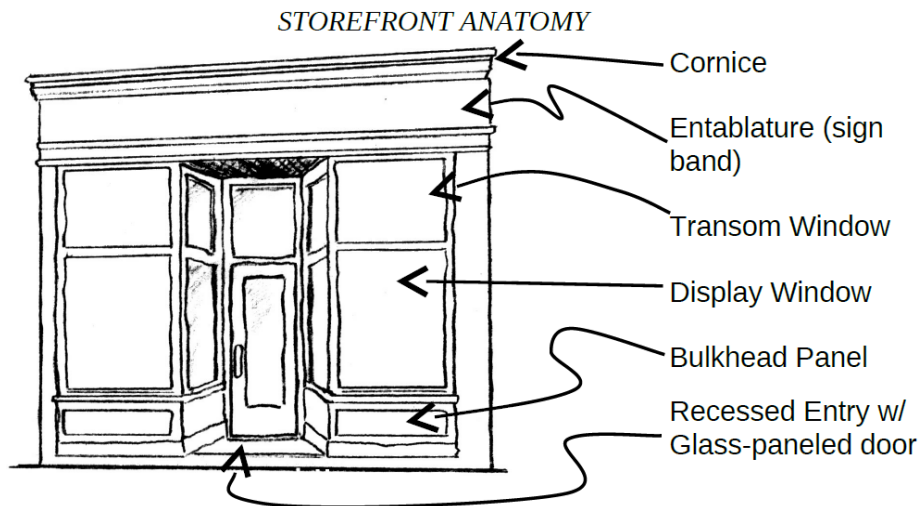 STOREFRONT ANATOMY
Cornice
Entablature (sign
band)
Transom Window
Display Window
Bulkhead Panel
Recessed Entry w/
Glass-paneled door